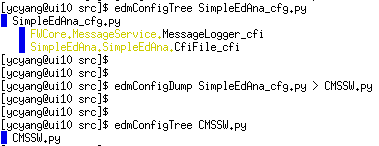 [ycyang@ui10 src]$ edmConfigTree SimpleEdAna_cfg.py
SimpleEdAna_cfg.py
FWCore.MessageService.MessageLogger_cfi
SimpleEdAna.SimpleEdAna.CfiFile_cfi
[ycyang@ui10 src]$
[ycyang@ui10 src]$
[ycyang@ui10 src]$ edmConfigDump SimpleEdAna_cfg.py > CMSSW.py
[ycyang@ui10 src]$
[ycyang@ui10 src]$
[ycyang@ui10 src]$ edmConfigTree CMSSW.py
CMSSW.py